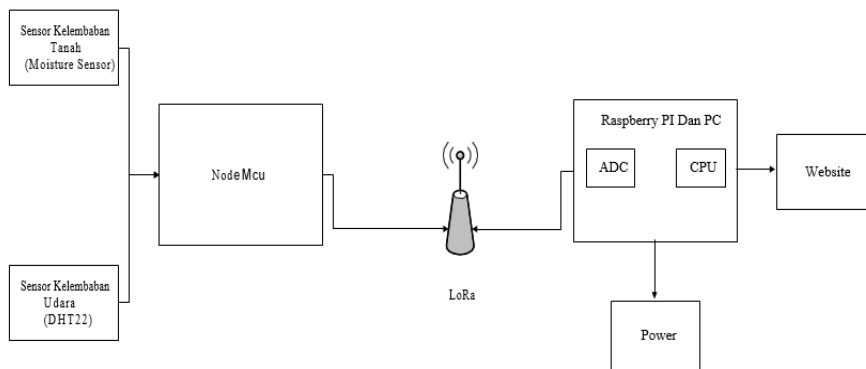 Sensor Kelembaban
Tanah
(Moisture Sensor)
NodeMcu
Sensor Kelembaban
Udara
(DHT22)
LoRa
Raspberry PI Dan PC
ADC
CPU
Website
Power